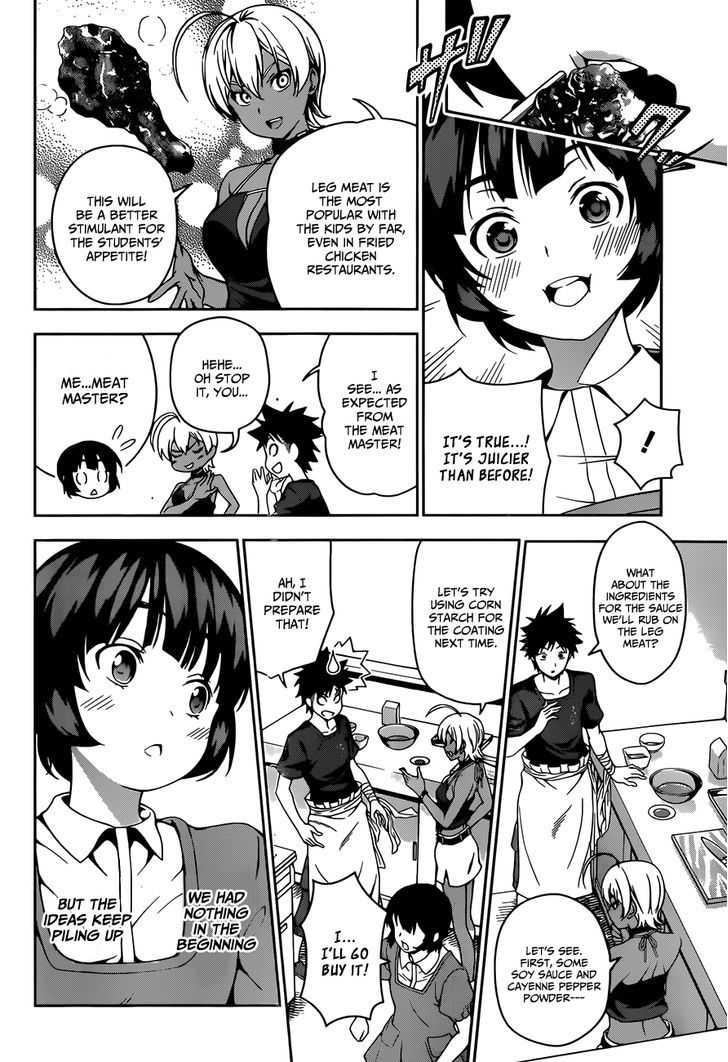 ザ
クッ
!
IT'S TRUE...!
IT'S JUICIER
THAN BEFORE!
LEG MEAT IS
THE MOST
POPULAR WITH
THE KIDS BY FAR,
EVEN IN FRIED
CHICKEN
RESTAURANTS.
THIS WILL
BE A BETTER
STIMULANT FOR
THE STUDENTS'
APPETITE!
I
SEE... AS
EXPECTED
FROM
THE MEAT
MASTER!
HEHE...
OH STOP
IT, YOU...
ME...MEAT
MASTER?
WHAT
ABOUT THE
INGREDIENTS
FOR THE SAUCE
WE'LL RUB ON
THE LEG
MEAT?
LET'S SEE.
FIRST, SOME
SOY SAUCE AND
CAYENNE PEPPER
POWDER---
LET'S TRY
USING CORN
STARCH FOR
THE COATING
NEXT TIME.
AH, I
DIDN'T
PREPARE
THAT!
I...
I'LL GO
BUY IT!
WE HAD
NOTHING
IN THE
BEGINNING
BUT THE
IDEAS KEEP
PILING UP